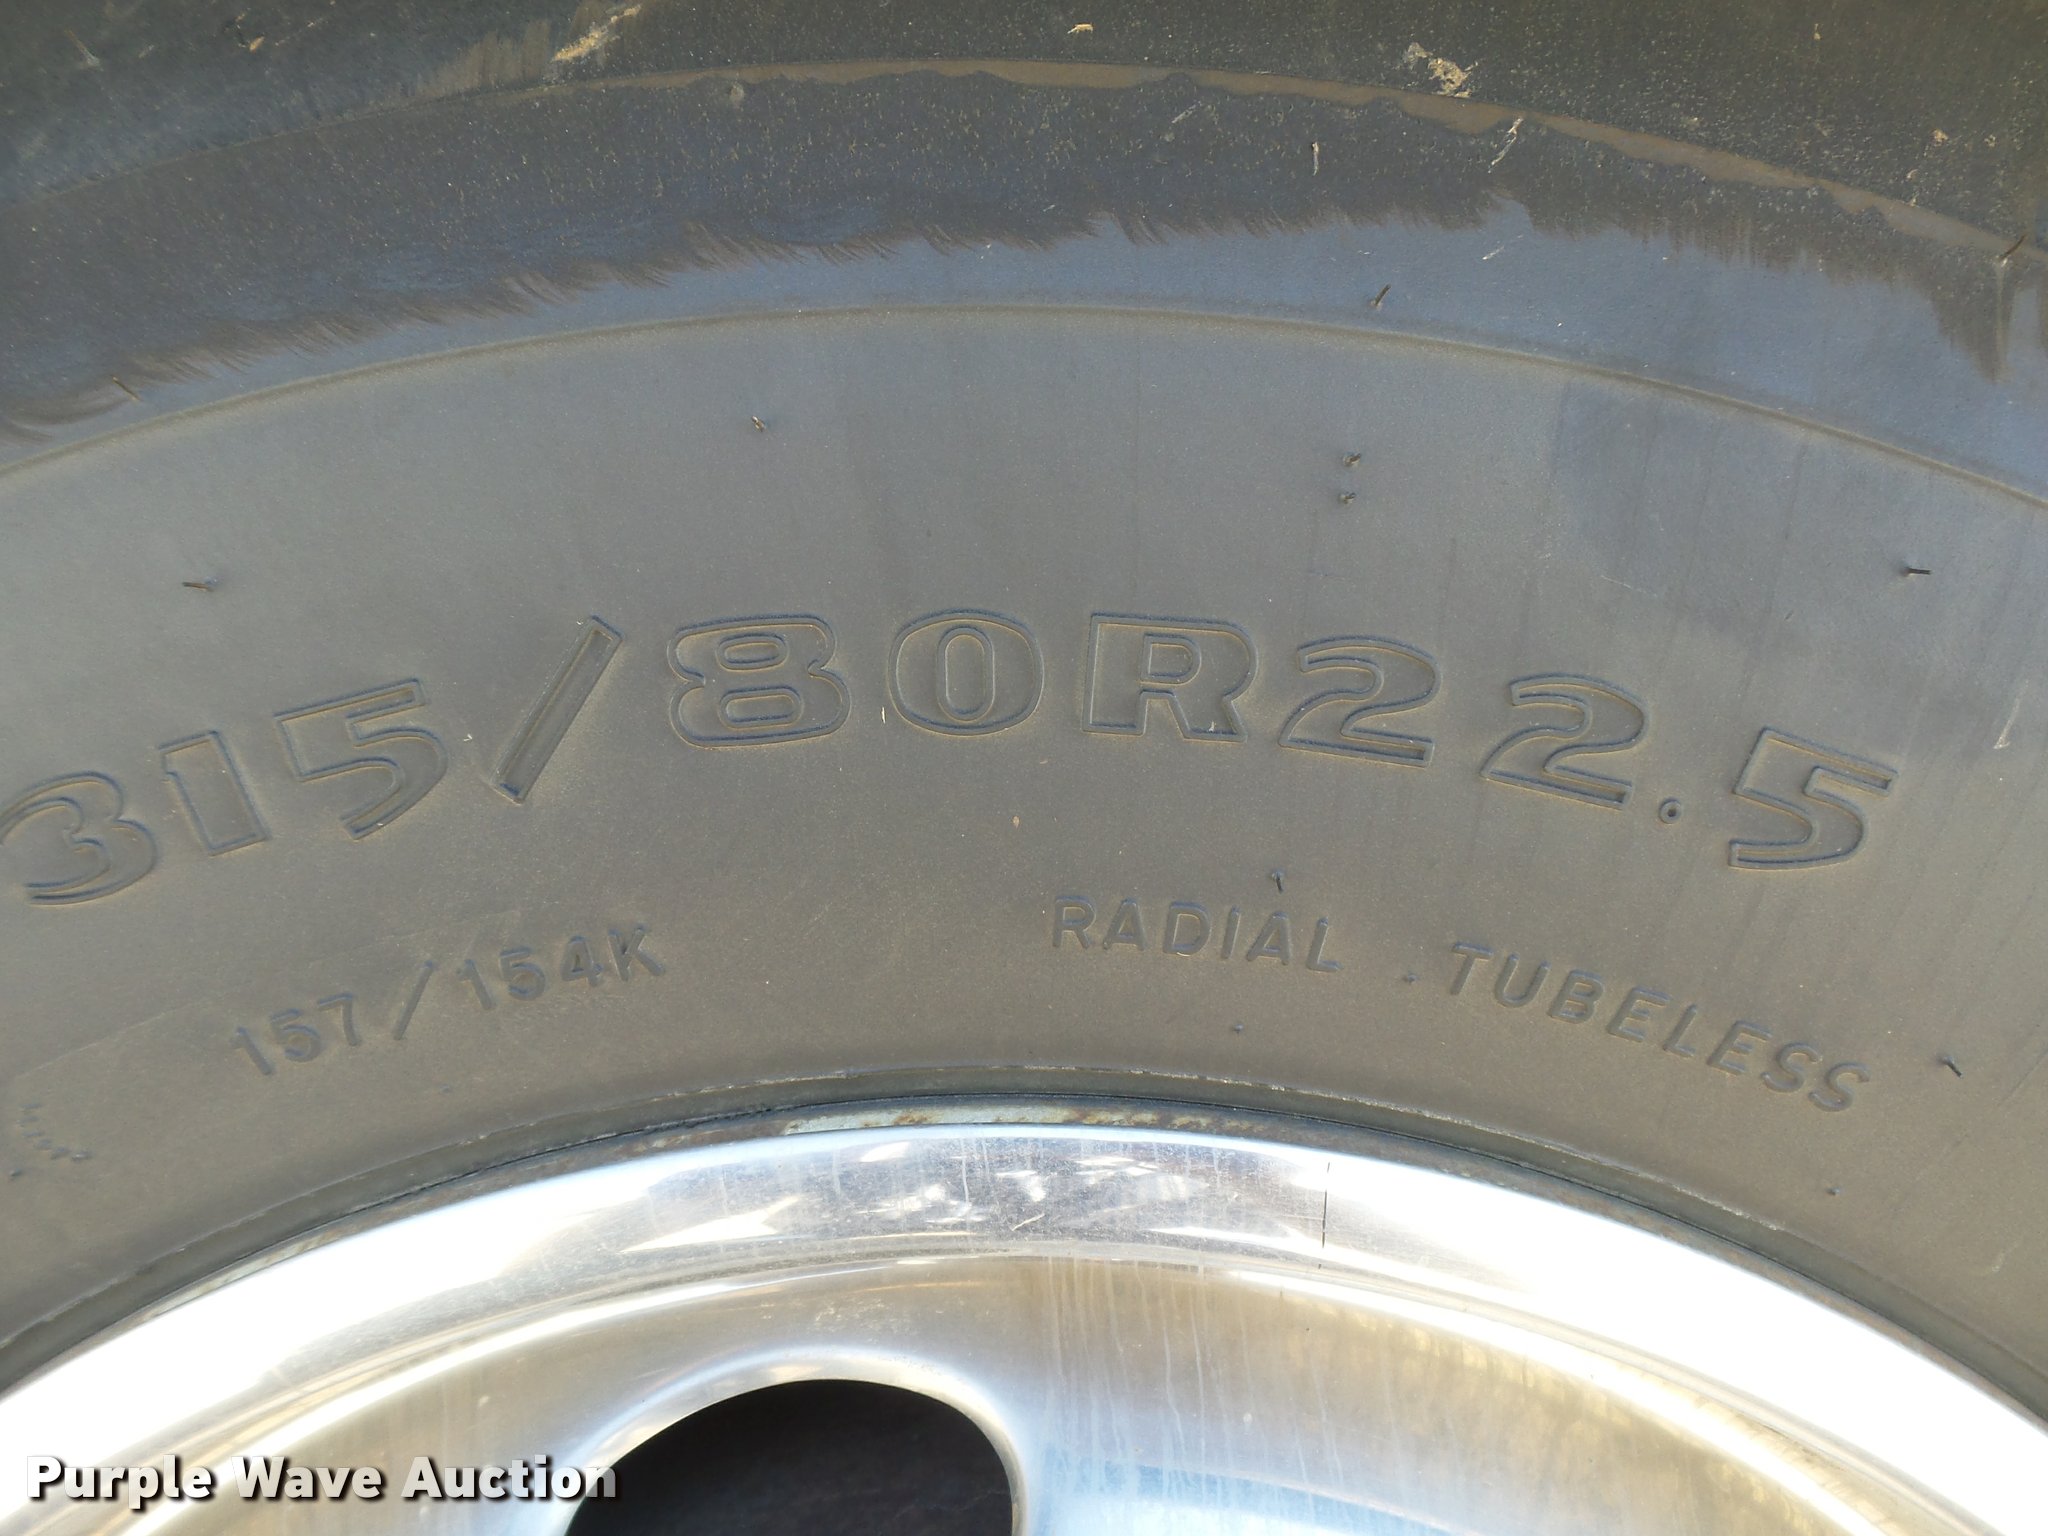 315/80R22.5
157/154K
RADIAL TUBELESS
Purple Wave Auction